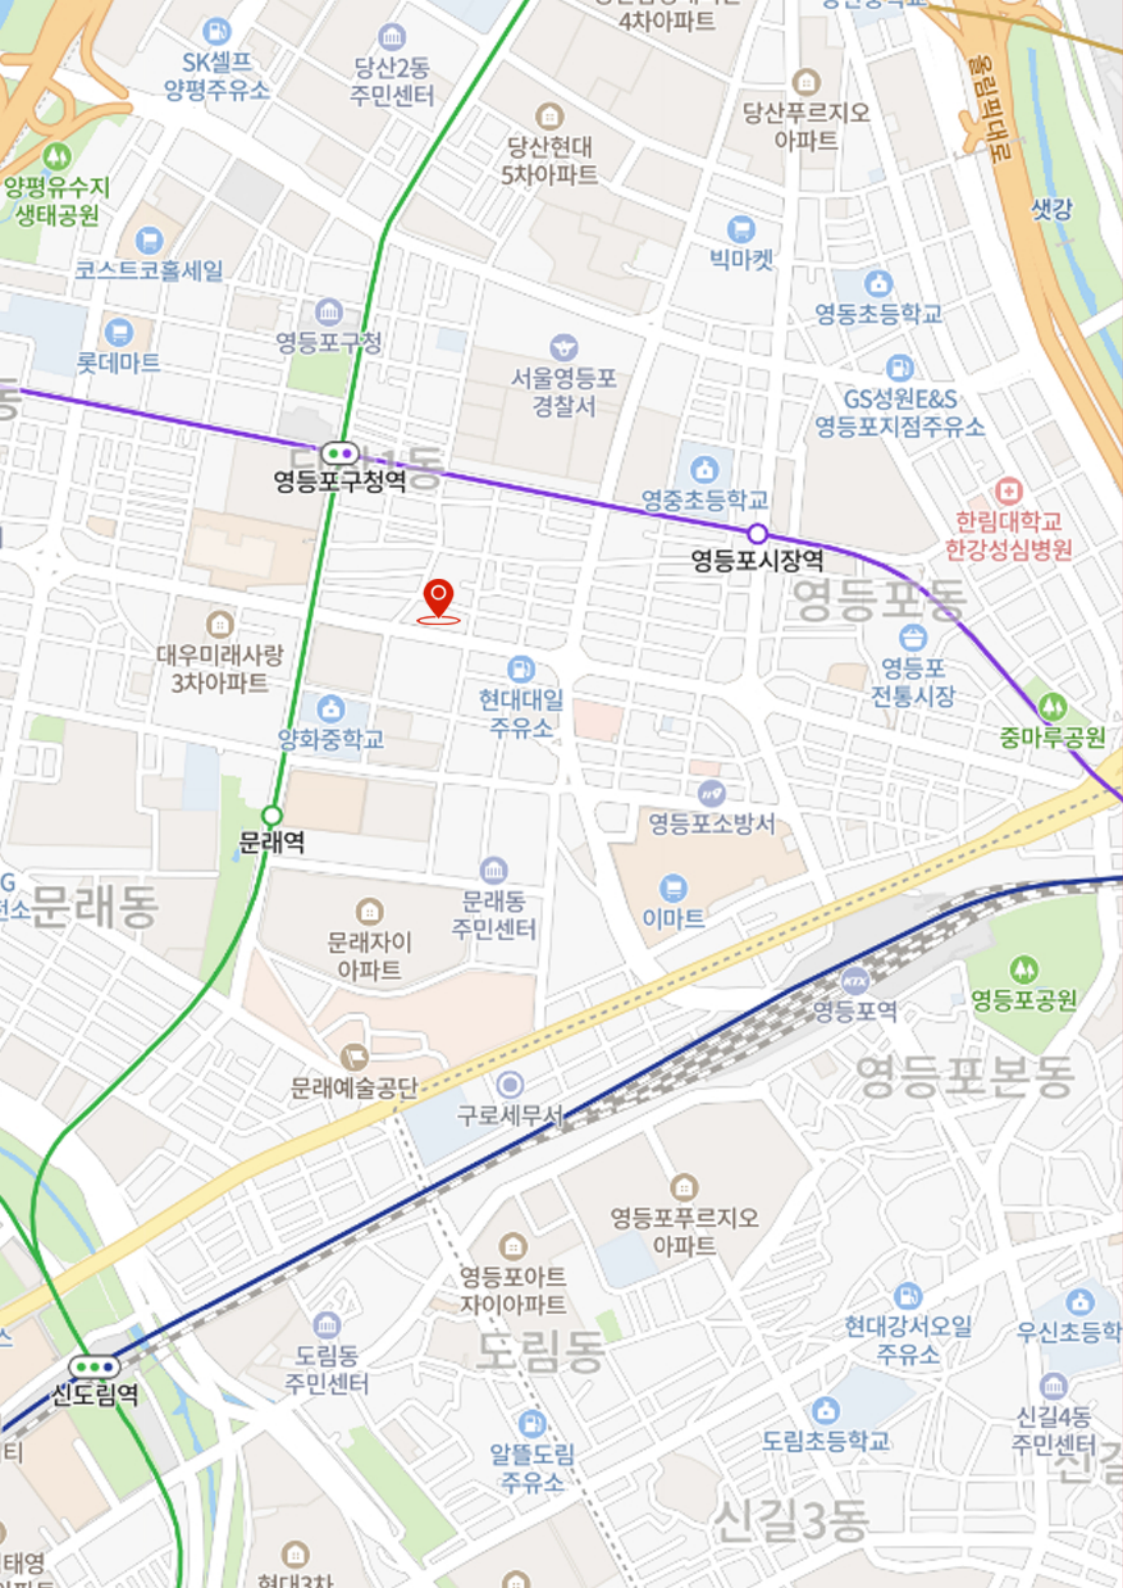 4차아파트
SK셀프
양평주유소
당산2동
주민센터
당산푸르지오
아파트
올림픽대로
당산현대
5차아파트
양평유수지
생태공원
샛강
코스트코홀세일
빅마켓
영동초등학교
영등포구청
롯데마트
서울영등포
경찰서
GS성원E&S
영등포지점주유소
동
영등포구청역
영중초등학교
한림대학교
한강성심병원
영등포시장역
영등포동
대우미래사랑
3차아파트
현대대일
주유소
영등포
전통시장
양화중학교
중마루공원
문래역
119
영등포소방서
문래동
문래동
주민센터
이마트
문래자이
아파트
KTX
영등포역
영등포공원
문래예술공단
구로세무서
영등포본동
영등포푸르지오
아파트
영등포아트
자이아파트
현대강서오일
주유소
우신초등학
도림동
도림동
주민센터
신도림역
신길4동
주민센터
도림초등학교
알뜰도림
주유소
신길3동
태영
현대3차